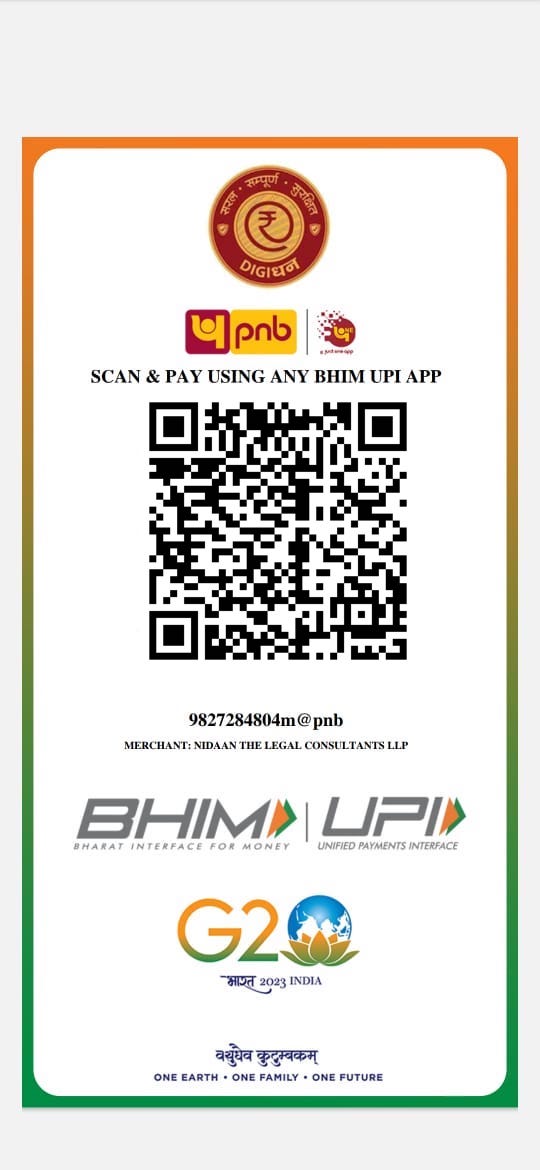 सरल • सम्पूर्ण • सुरक्षित
DIGIधन
pnb
ONE
SCAN & PAY USING ANY BHIM UPI APP
9827284804m@pnb
MERCHANT: NIDAAN THE LEGAL CONSULTANTS LLP
BHIM | UPI
BHARAT INTERFACE FOR MONEY UNIFIED PAYMENTS INTERFACE
G20
भारत 2023 INDIA
वसुधैव कुटुम्बकम्
ONE EARTH • ONE FAMILY • ONE FUTURE